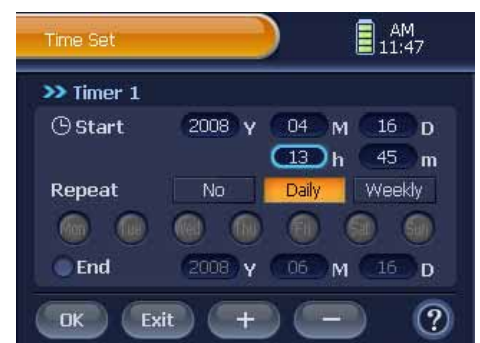 Time Set
AM
11:47
>> Timer 1
Start 2008 Y 04 M 16 D
13 h 45 m
Repeat No Daily Weekly
Mon Tue Wed Thu Fri Sat Sun
End 2008 Y 06 M 16 D
OK Exit + − ?